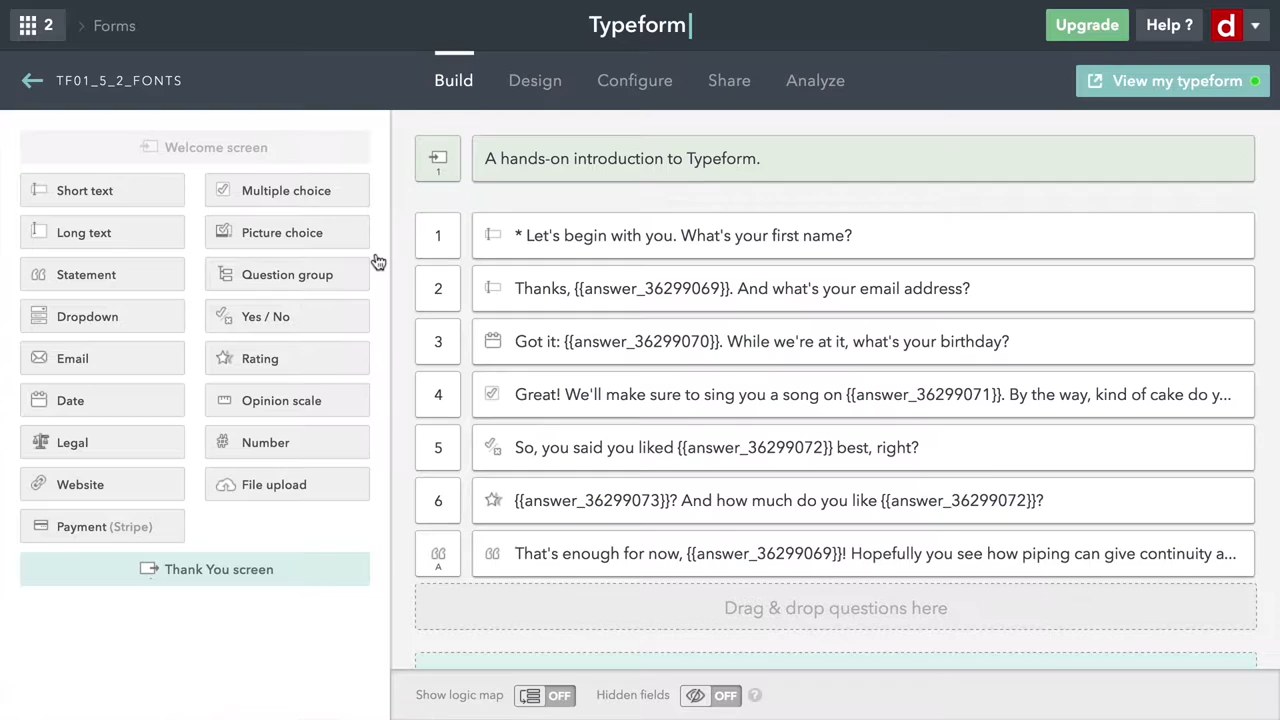 2
Forms
Typeform
Upgrade
Help ?
d
TF01_5_2_FONTS
Build
Design
Configure
Share
Analyze
View my typeform
Welcome screen
Short text
Multiple choice
Long text
Picture choice
Statement
Question group
Dropdown
Yes / No
Email
Rating
Date
Opinion scale
Legal
Number
Website
File upload
Payment (Stripe)
Thank You screen
1
A hands-on introduction to Typeform.
1
* Let's begin with you. What's your first name?
2
Thanks, {{answer_36299069}}. And what's your email address?
3
Got it: {{answer_36299070}}. While we're at it, what's your birthday?
4
Great! We'll make sure to sing you a song on {{answer_36299071}}. By the way, kind of cake do y...
5
So, you said you liked {{answer_36299072}} best, right?
6
{{answer_36299073}}? And how much do you like {{answer_36299072}}?
A
That's enough for now, {{answer_36299069}}! Hopefully you see how piping can give continuity a...
Drag & drop questions here
Show logic map
OFF
Hidden fields
OFF
?